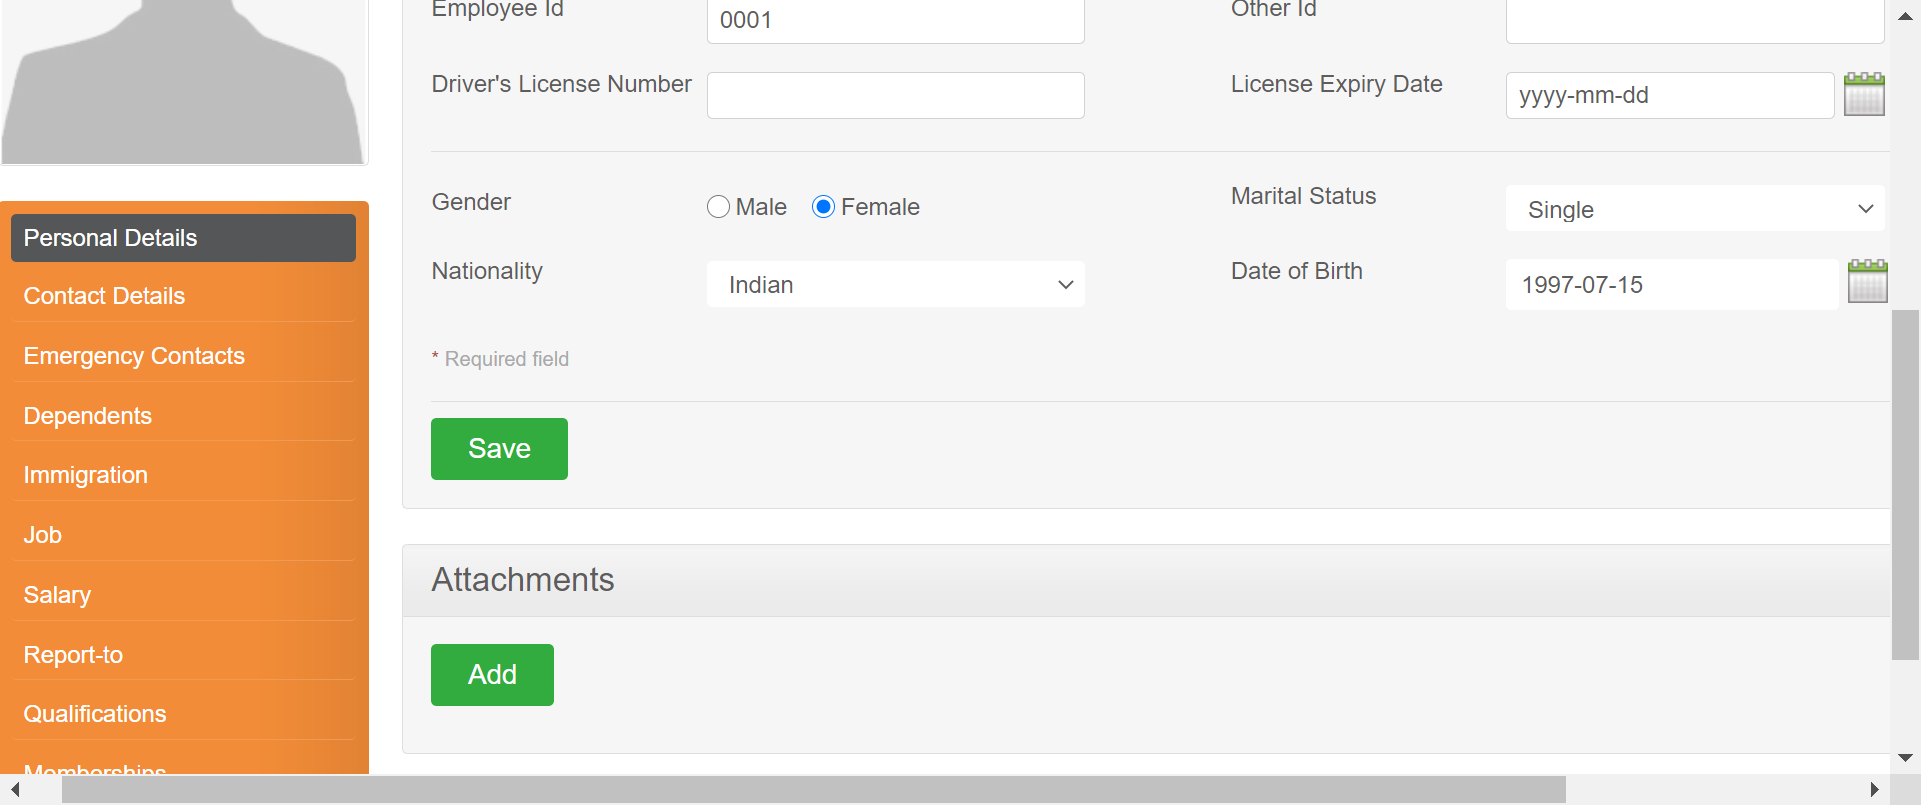 Employee Id
0001
Other Id
Driver's License Number
License Expiry Date
yyyy-mm-dd
Gender
Male
Female
Marital Status
Single
Nationality
Indian
Date of Birth
1997-07-15
* Required field
Save
Attachments
Add
Personal Details
Contact Details
Emergency Contacts
Dependents
Immigration
Job
Salary
Report-to
Qualifications
Memberships